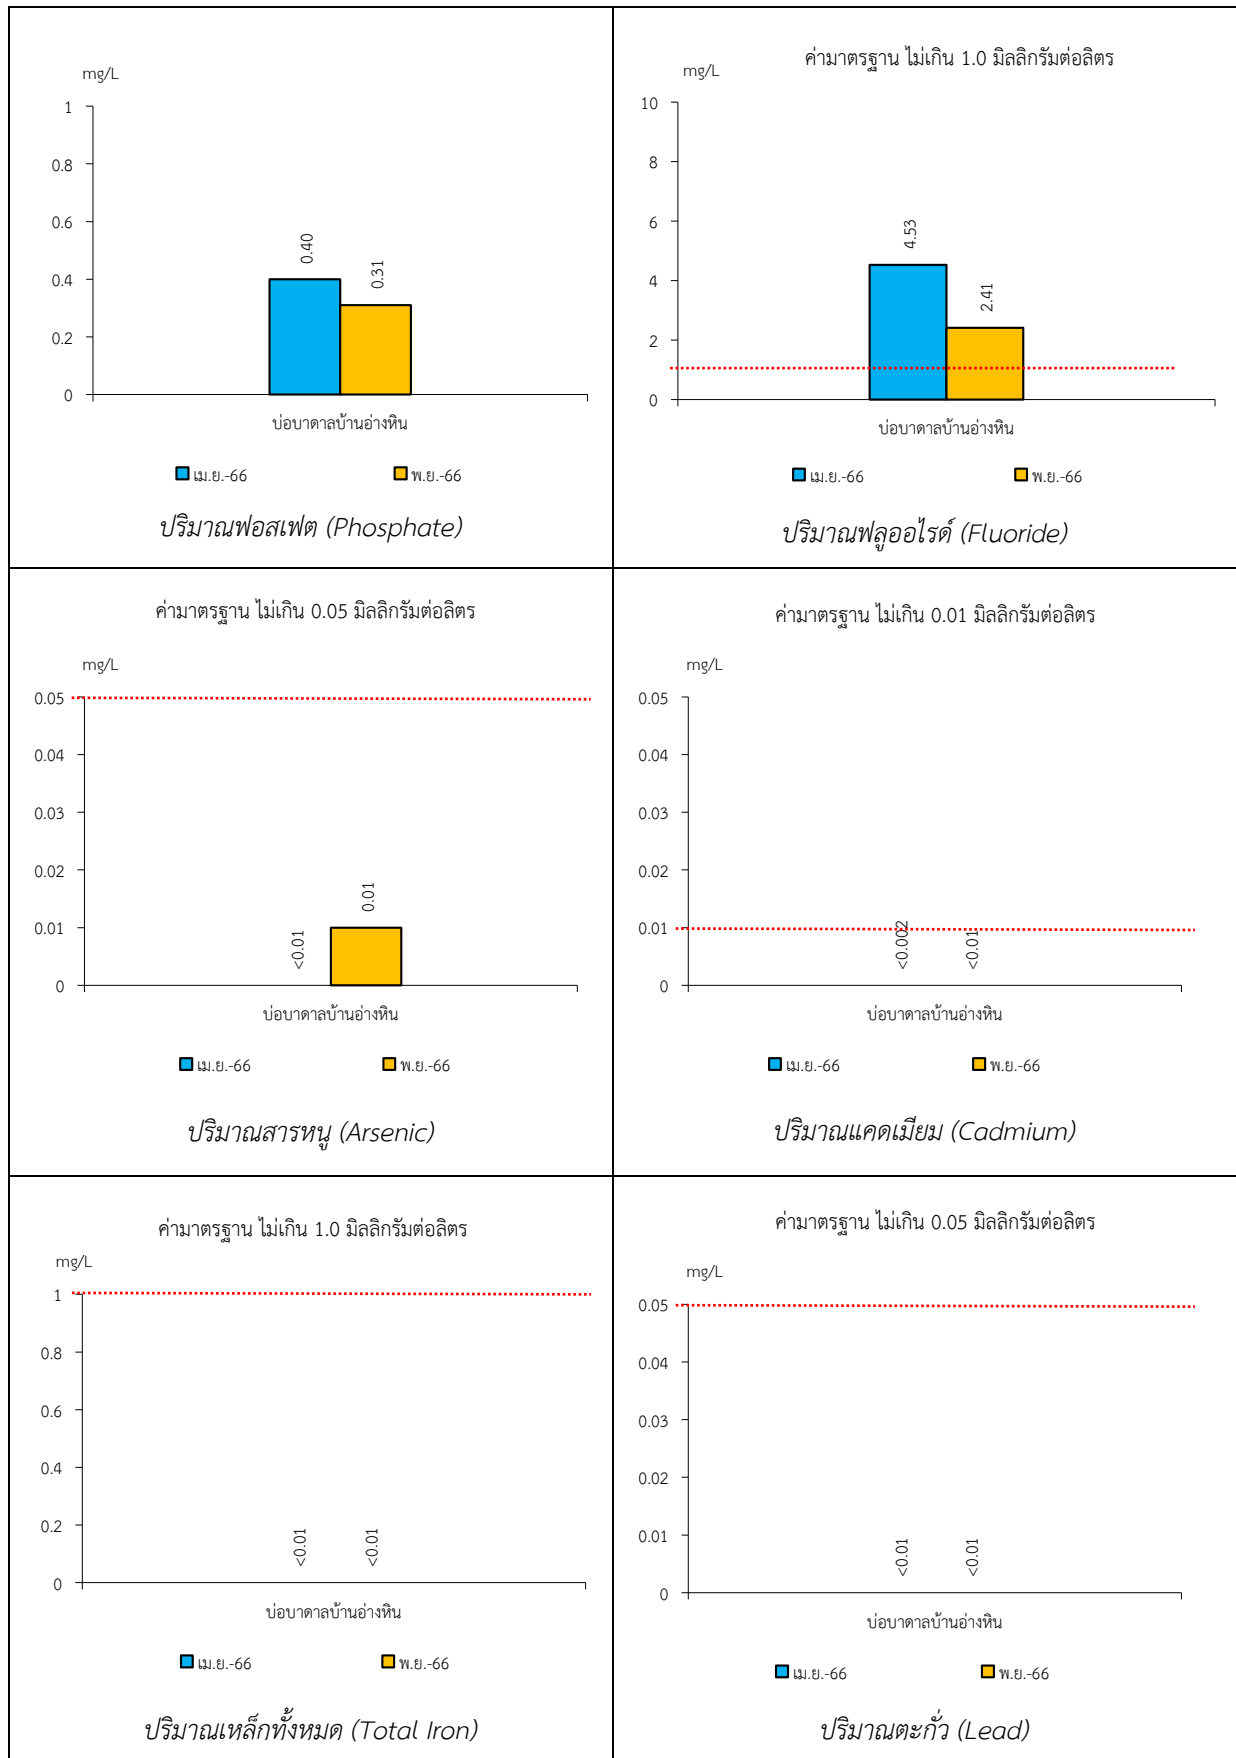 mg/L
1
0.8
0.6
0.4
0.2
0
0.40
0.31
บ่อบาดาลบ้านอ่างหิน
เม.ย.-66 พ.ย.-66
ปริมาณฟอสเฟต (Phosphate)
ค่ามาตรฐาน ไม่เกิน 1.0 มิลลิกรัมต่อลิตร
mg/L
10
8
6
4
2
0
4.53
2.41
บ่อบาดาลบ้านอ่างหิน
เม.ย.-66 พ.ย.-66
ปริมาณฟลูออไรด์ (Fluoride)
ค่ามาตรฐาน ไม่เกิน 0.05 มิลลิกรัมต่อลิตร
mg/L
0.05
0.04
0.03
0.02
0.01
0
<0.01
0.01
บ่อบาดาลบ้านอ่างหิน
เม.ย.-66 พ.ย.-66
ปริมาณสารหนู (Arsenic)
ค่ามาตรฐาน ไม่เกิน 0.01 มิลลิกรัมต่อลิตร
mg/L
0.05
0.04
0.03
0.02
0.01
0
<0.002
<0.01
บ่อบาดาลบ้านอ่างหิน
เม.ย.-66 พ.ย.-66
ปริมาณแคดเมียม (Cadmium)
ค่ามาตรฐาน ไม่เกิน 1.0 มิลลิกรัมต่อลิตร
mg/L
1
0.8
0.6
0.4
0.2
0
<0.01
<0.01
บ่อบาดาลบ้านอ่างหิน
เม.ย.-66 พ.ย.-66
ปริมาณเหล็กทั้งหมด (Total Iron)
ค่ามาตรฐาน ไม่เกิน 0.05 มิลลิกรัมต่อลิตร
mg/L
0.05
0.04
0.03
0.02
0.01
0
<0.01
<0.01
บ่อบาดาลบ้านอ่างหิน
เม.ย.-66 พ.ย.-66
ปริมาณตะกั่ว (Lead)